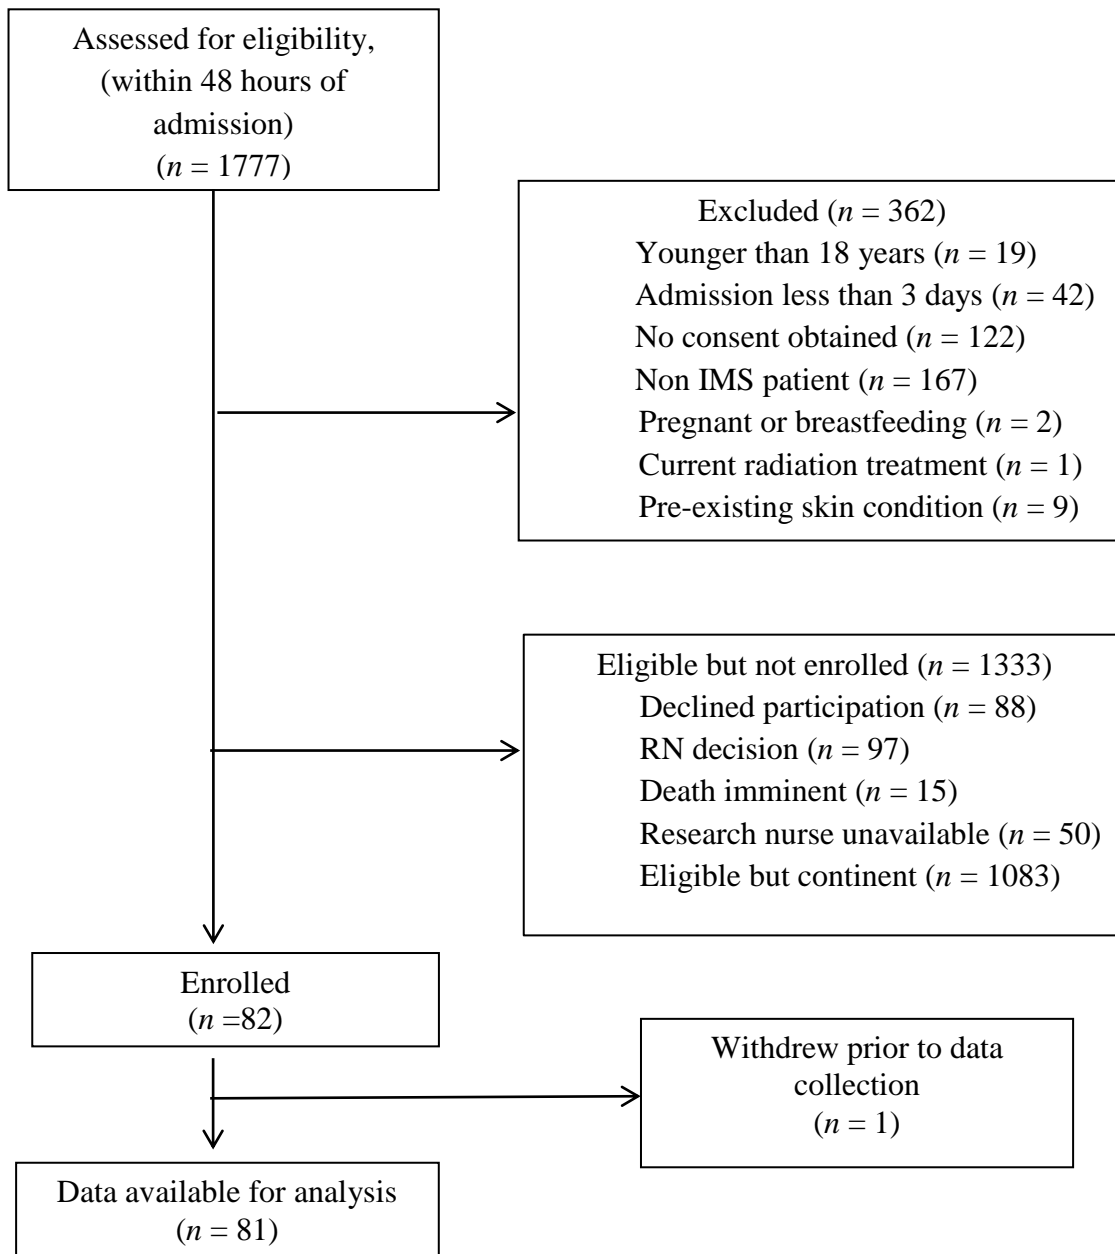 Assessed for eligibility,
(within 48 hours of
admission)
(n = 1777)
Excluded (n = 362)
Younger than 18 years (n = 19)
Admission less than 3 days (n = 42)
No consent obtained (n = 122)
Non IMS patient (n = 167)
Pregnant or breastfeeding (n = 2)
Current radiation treatment (n = 1)
Pre-existing skin condition (n = 9)
Eligible but not enrolled (n = 1333)
Declined participation (n = 88)
RN decision (n = 97)
Death imminent (n = 15)
Research nurse unavailable (n = 50)
Eligible but continent (n = 1083)
Enrolled
(n =82)
Withdrew prior to data
collection
(n = 1)
Data available for analysis
(n = 81)